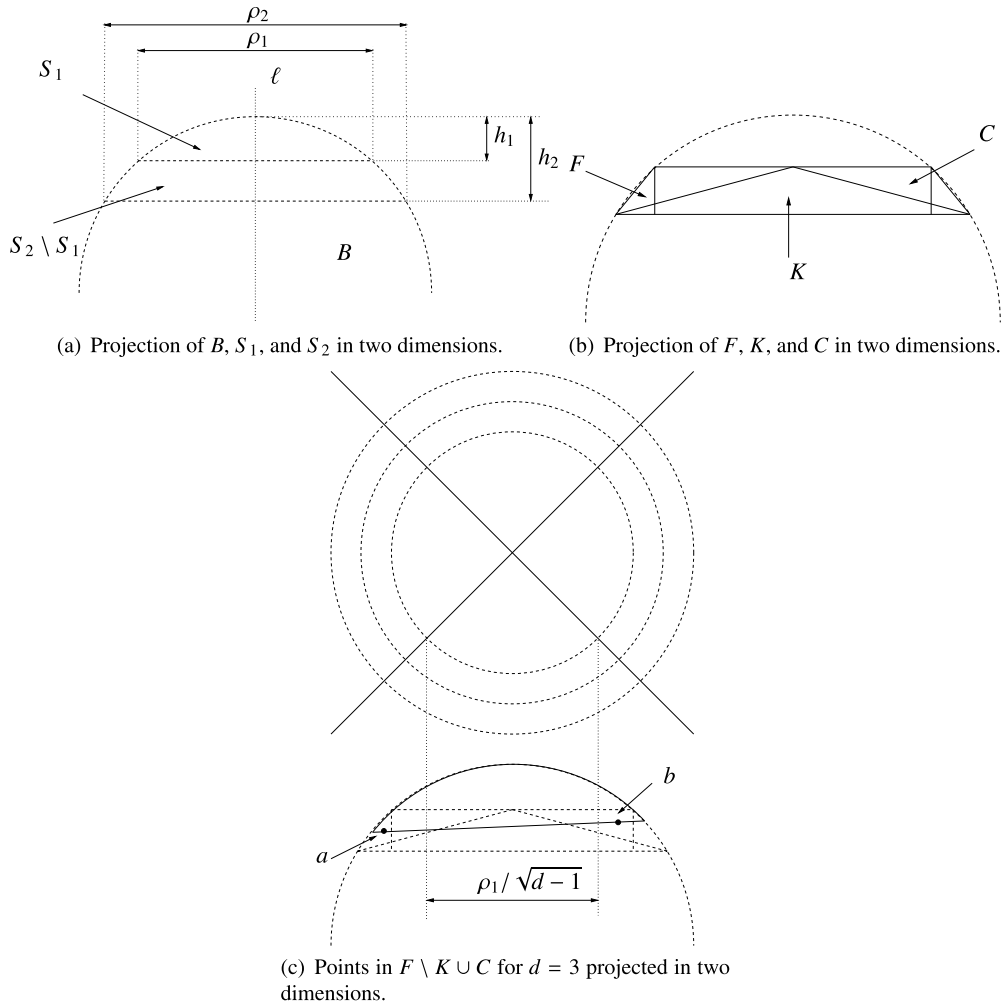 ρ₂
ρ₁
S₁
ℓ
h₁
h₂
S₂ \ S₁
B
F
C
K
(a) Projection of B, S₁, and S₂ in two dimensions.
(b) Projection of F, K, and C in two dimensions.
b
a
ρ₁/√(d − 1)
(c) Points in F \ K ∪ C for d = 3 projected in two
dimensions.